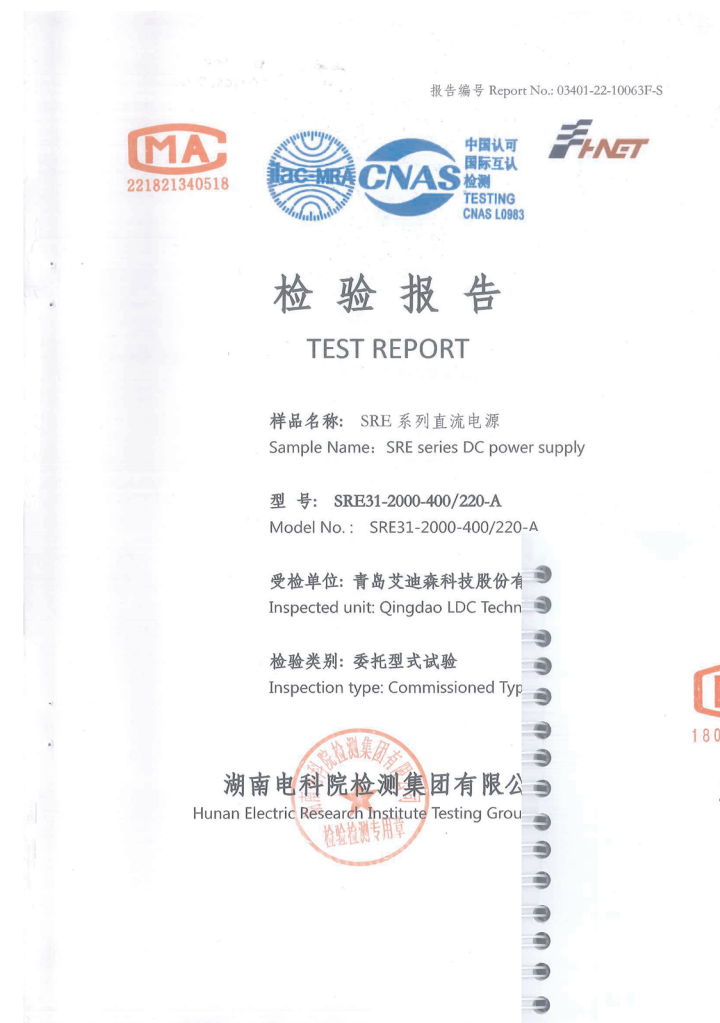 报告编号 Report No.: 03401-22-10063F-S
MA
221821340518
ilac-MRA
CNAS
中国认可
国际互认
检测
TESTING
CNAS L0983
HNET
检验报告
TEST REPORT
样品名称: SRE 系列直流电源
Sample Name: SRE series DC power supply
型 号: SRE31-2000-400/220-A
Model No.: SRE31-2000-400/220-A
受检单位: 青岛艾迪森科技股份有
Inspected unit: Qingdao LDC Techn
检验类别: 委托型式试验
Inspection type: Commissioned Typ
180
湖南电科院检测集团有限公
Hunan Electric Research Institute Testing Grou
检验检测专用章